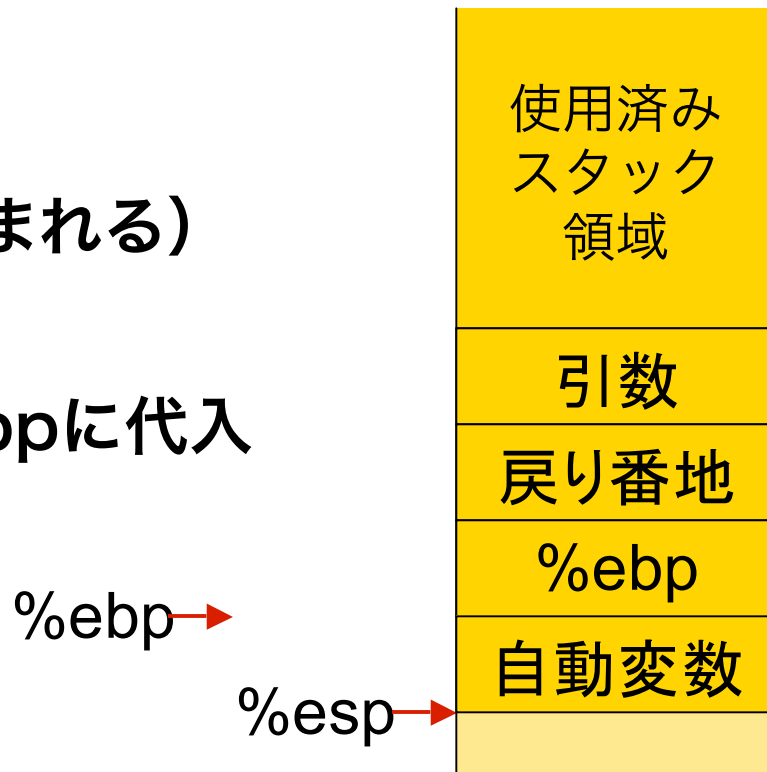 使用済み
スタック
領域
まれる）
引数
bpに代入
戻り番地
%ebp
%ebp
自動変数
%esp